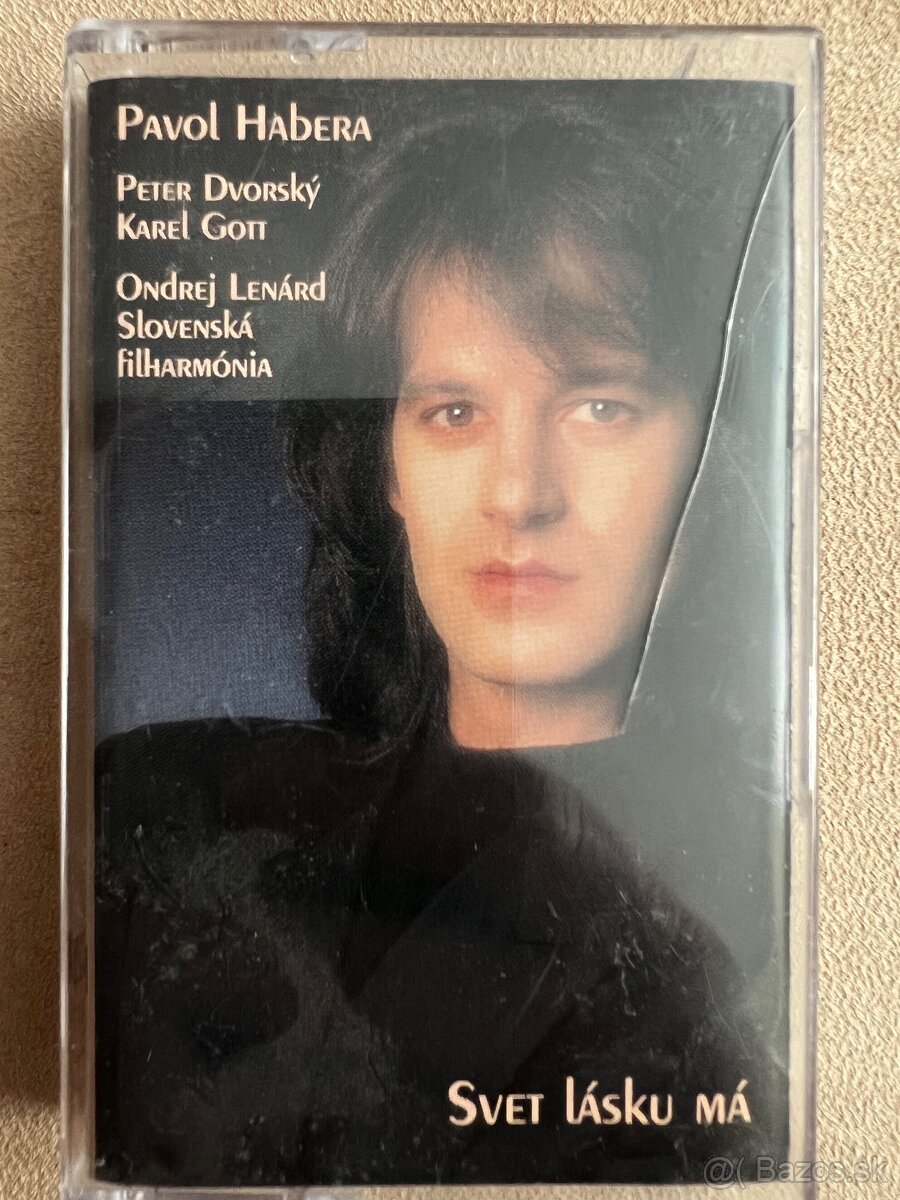 Pavol Habera
Peter Dvorský
Karel Gott
Ondrej Lenárd
Slovenská
filharmónia
Svet lásku má
@( Bazos.sk